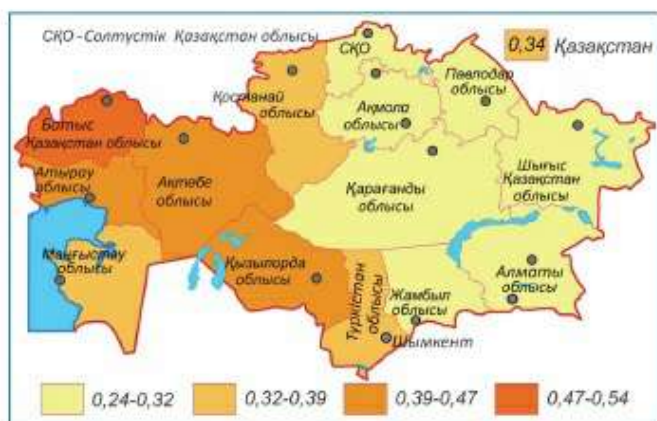 СҚО - Солтүстік Қазақстан облысы
0,34 Қазақстан
СҚО
Қостанай
облысы
Павлодар
облысы
Ақмола
облысы
Батыс
Қазақстан облысы
Атырау
облысы
Ақтөбе
облысы
Қарағанды
облысы
Шығыс
Қазақстан
облысы
Маңғыстау
облысы
Қызылорда
облысы
Түркістан
облысы
Жамбыл
облысы
Алматы
облысы
Шымкент
0,24-0,32
0,32-0,39
0,39-0,47
0,47-0,54